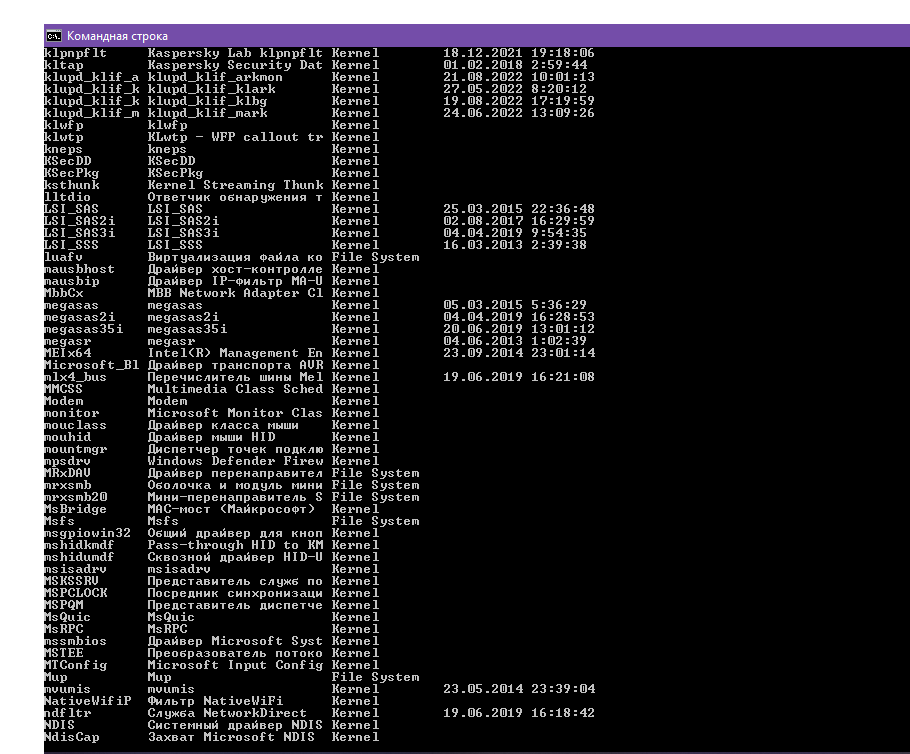 Командная строка
klpnpflt Kaspersky Lab klpnpflt Kernel 18.12.2021 19:18:06
kltap Kaspersky Security Dat Kernel 01.02.2018 2:59:44
klupd_klif_a klupd_klif_arkmon Kernel 21.08.2022 10:01:13
klupd_klif_k klupd_klif_klark Kernel 27.05.2022 8:20:12
klupd_klif_k klupd_klif_klbg Kernel 19.08.2022 17:19:59
klupd_klif_m klupd_klif_mark Kernel 24.06.2022 13:09:26
klwfp klwfp Kernel
klwtp KLwtp - WFP callout tr Kernel
kneps kneps Kernel
KSecDD KSecDD Kernel
KSecPkg KSecPkg Kernel
ksthunk Kernel Streaming Thunk Kernel
lltdio Ответчик обнаружения т Kernel
LSI_SAS LSI_SAS Kernel 25.03.2015 22:36:48
LSI_SAS2i LSI_SAS2i Kernel 02.08.2017 16:29:59
LSI_SAS3i LSI_SAS3i Kernel 04.04.2019 9:54:35
LSI_SSS LSI_SSS Kernel 16.03.2013 2:39:38
luafv Виртуализация файла ко File System
mausbhost Драйвер хост-контролле Kernel
mausbip Драйвер IP-фильтр MA-U Kernel
MbbCx MBB Network Adapter Cl Kernel
megasas megasas Kernel 05.03.2015 5:36:29
megasas2i megasas2i Kernel 04.04.2019 16:28:53
megasas35i megasas35i Kernel 20.06.2019 13:01:12
megasr megasr Kernel 04.06.2013 1:02:39
MEIx64 Intel(R) Management En Kernel 23.09.2014 23:01:14
Microsoft_Bl Драйвер транспорта AVR Kernel
mlx4_bus Перечислитель шины Mel Kernel 19.06.2019 16:21:08
MMCSS Multimedia Class Sched Kernel
Modem Modem Kernel
monitor Microsoft Monitor Clas Kernel
mouclass Драйвер класса мыши Kernel
mouhid Драйвер мыши HID Kernel
mountmgr Диспетчер точек подклю Kernel
mpsdrv Windows Defender Firew Kernel
MRxDAV Драйвер перенаправител File System
mrxsmb Оболочка и модуль мини File System
mrxsmb20 Мини-перенаправитель S File System
MsBridge MAC-мост (Майкрософт) Kernel
Msfs Msfs File System
msgpiowin32 Общий драйвер для кноп Kernel
mshidkmdf Pass-through HID to KM Kernel
mshidumdf Сквозной драйвер HID-U Kernel
msisadrv msisadrv Kernel
MSKSSRV Представитель служб по Kernel
MSPCLOCK Посредник синхронизаци Kernel
MSPQM Представитель диспетче Kernel
MsQuic MsQuic Kernel
MsRPC MsRPC Kernel
mssmbios Драйвер Microsoft Syst Kernel
MSTEE Преобразователь потоко Kernel
MTConfig Microsoft Input Config Kernel
Mup Mup File System
mvumis mvumis Kernel 23.05.2014 23:39:04
NativeWifiP Фильтр NativeWiFi Kernel
ndfltr Служба NetworkDirect Kernel 19.06.2019 16:18:42
NDIS Системный драйвер NDIS Kernel
NdisCap Захват Microsoft NDIS Kernel